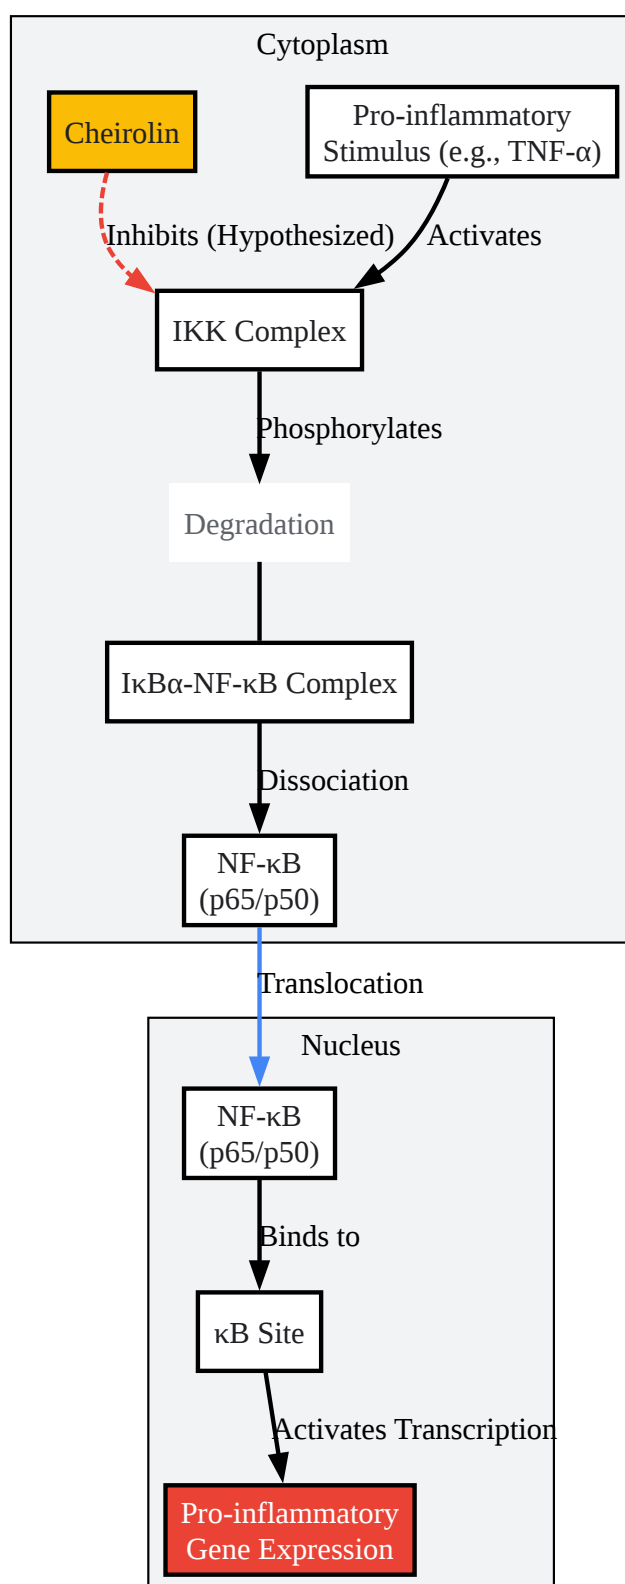 Cytoplasm
Cheirolin
Pro-inflammatory
Stimulus (e.g., TNF-α)
Inhibits (Hypothesized)
Activates
IKK Complex
Phosphorylates
Degradation
IκBα-NF-κB Complex
Dissociation
NF-κB
(p65/p50)
Translocation
Nucleus
NF-κB
(p65/p50)
Binds to
κB Site
Activates Transcription
Pro-inflammatory
Gene Expression